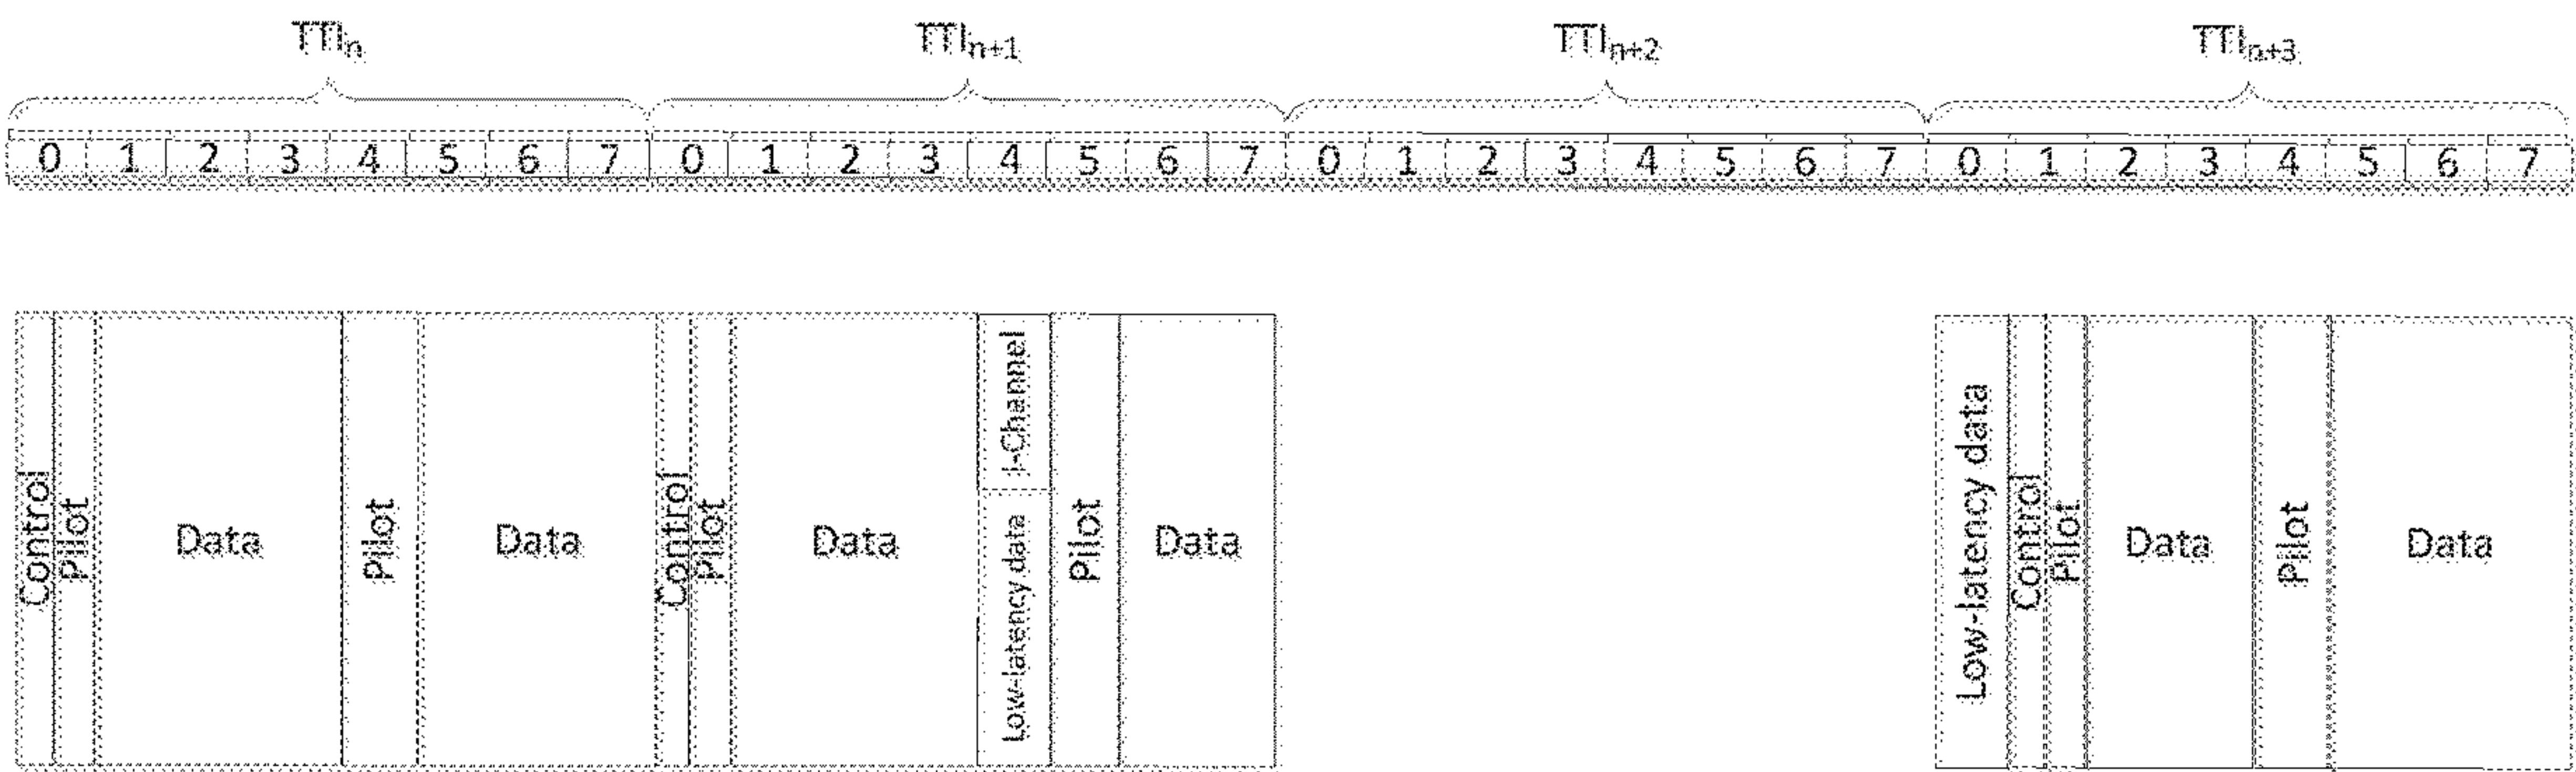 TTIn TTIn+1 TTIn+2 TTIn+3
0 1 2 3 4 5 6 7 0 1 2 3 4 5 6 7 0 1 2 3 4 5 6 7 0 1 2 3 4 5 6 7
Control
Pilot
Data
Pilot
Data
Control
Pilot
Data
I-Channel
Low-latency data
Pilot
Data
Low-latency data
Control
Pilot
Data
Pilot
Data